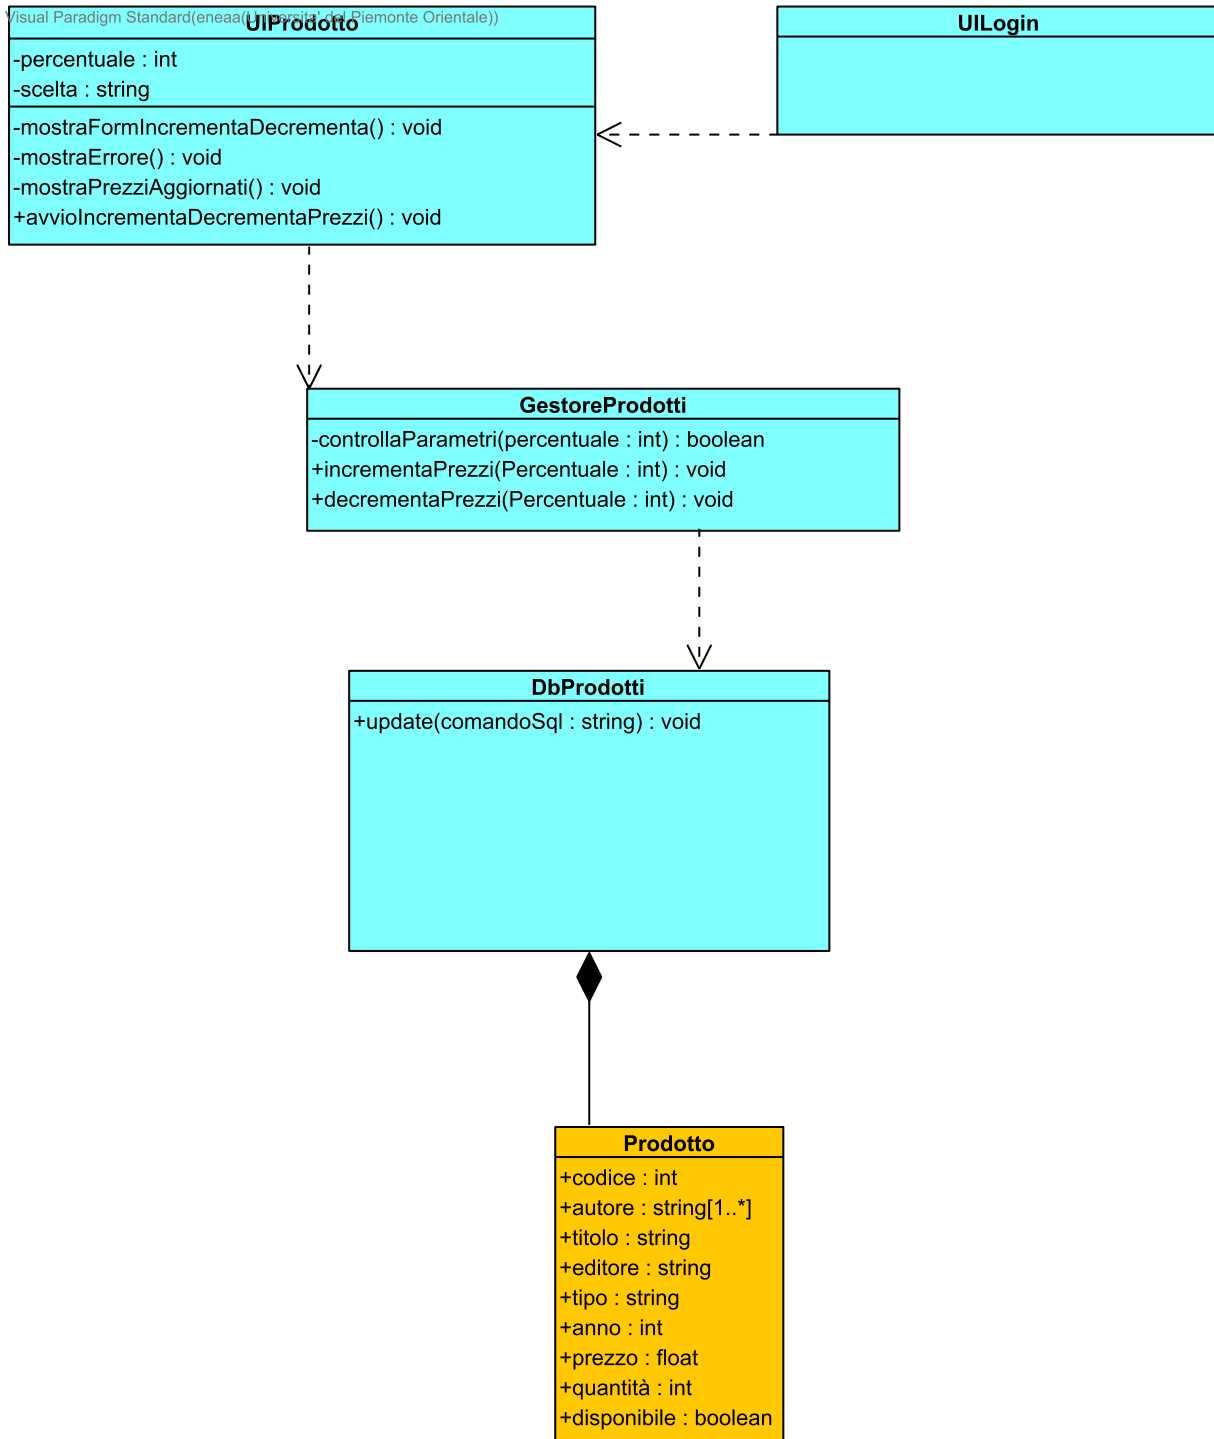 Visual Paradigm Standard(eneaa(Universita' del Piemonte Orientale))
UIProdotto
-percentuale : int
-scelta : string
-mostraFormIncrementaDecrementa() : void
-mostraErrore() : void
-mostraPrezziAggiornati() : void
+avvioIncrementaDecrementaPrezzi() : void
UILogin
GestoreProdotti
-controllaParametri(percentuale : int) : boolean
+incrementaPrezzi(Percentuale : int) : void
+decrementaPrezzi(Percentuale : int) : void
DbProdotti
+update(comandoSql : string) : void
Prodotto
+codice : int
+autore : string[1..*]
+titolo : string
+editore : string
+tipo : string
+anno : int
+prezzo : float
+quantità : int
+disponibile : boolean